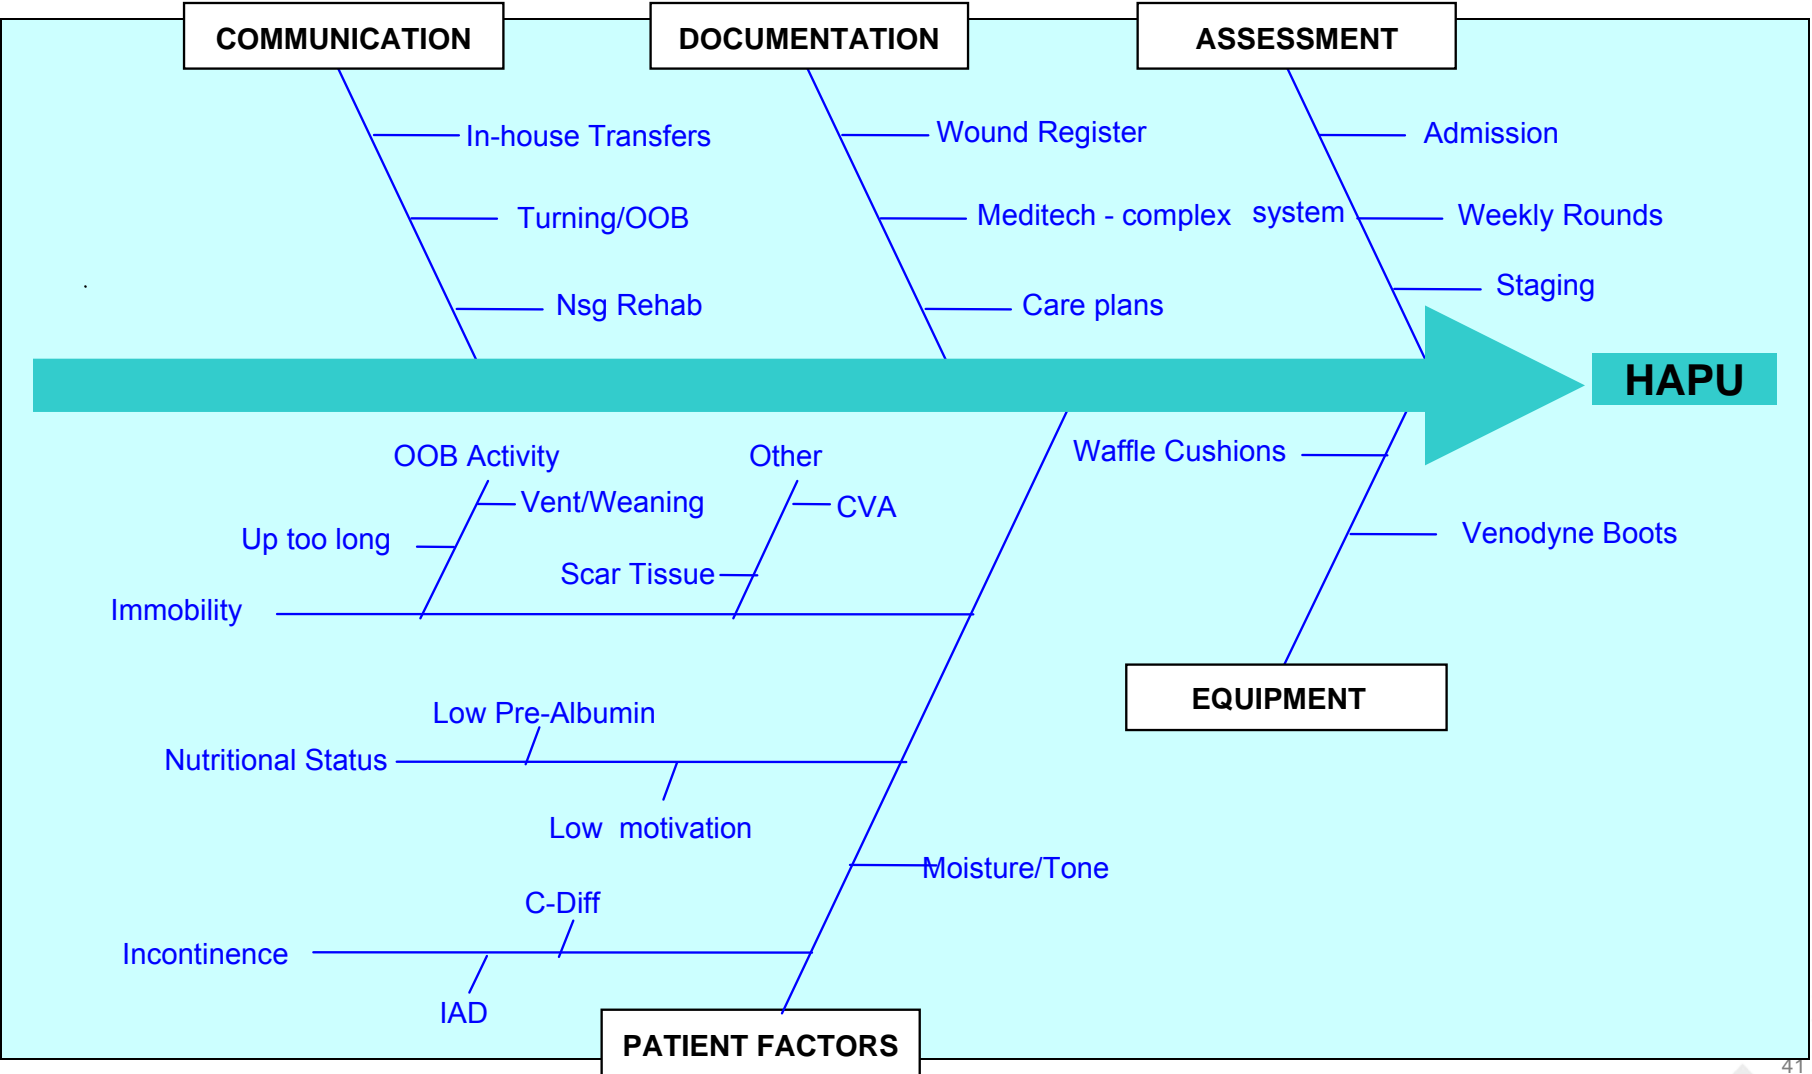 COMMUNICATION
DOCUMENTATION
ASSESSMENT
In-house Transfers
Wound Register
Admission
Turning/OOB
Meditech - complex system
Weekly Rounds
Nsg Rehab
Care plans
Staging
HAPU
OOB Activity
Other
Waffle Cushions
Vent/Weaning
CVA
Up too long
Venodyne Boots
Scar Tissue
Immobility
EQUIPMENT
Low Pre-Albumin
Nutritional Status
Low motivation
Moisture/Tone
C-Diff
Incontinence
IAD
PATIENT FACTORS
41